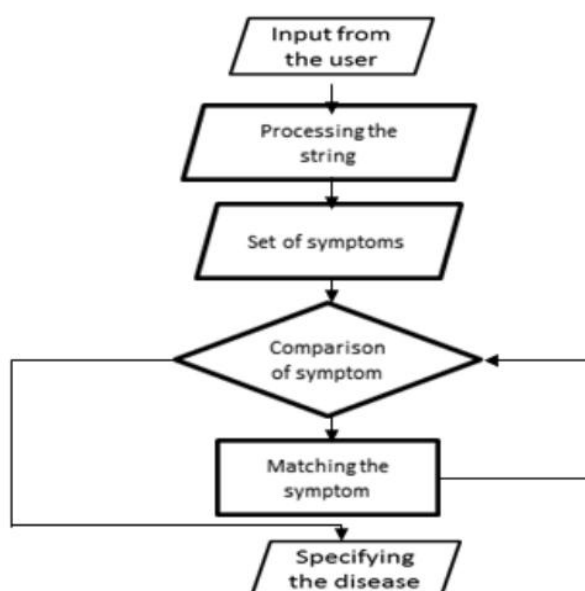 Input from
the user
Processing the
string
Set of symptoms
Comparison
of symptom
Matching the
symptom
Specifying
the disease